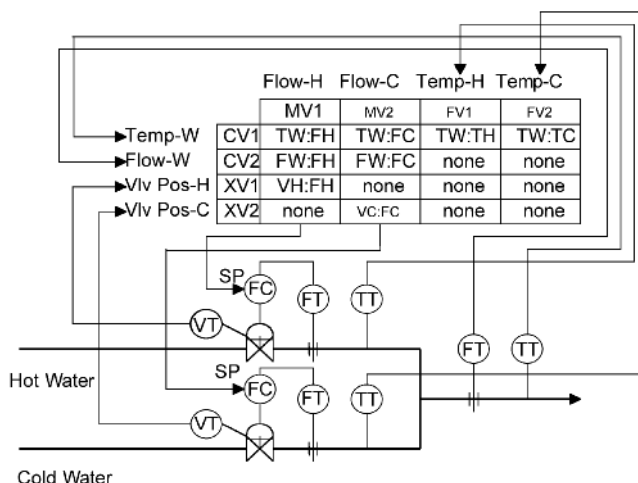 Flow-H Flow-C Temp-H Temp-C
MV1 MV2 FV1 FV2
Temp-W CV1 TW:FH TW:FC TW:TH TW:TC
Flow-W CV2 FW:FH FW:FC none none
Vlv Pos-H XV1 VH:FH none none none
Vlv Pos-C XV2 none VC:FC none none
SP
FC FT TT
VT
FT TT
Hot Water
SP
FC FT TT
VT
Cold Water